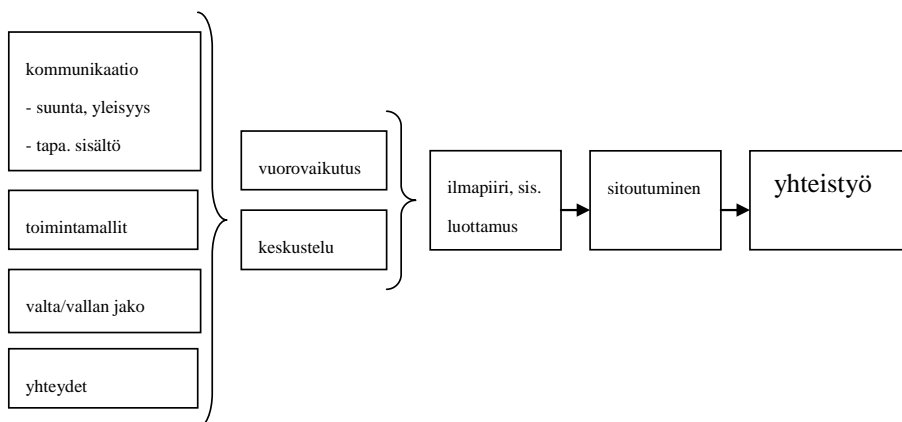 kommunikaatio
- suunta, yleisyys
- tapa. sisältö
toimintamallit
valta/vallan jako
yhteydet
vuorovaikutus
keskustelu
ilmapiiri, sis.
luottamus
sitoutuminen
yhteistyö